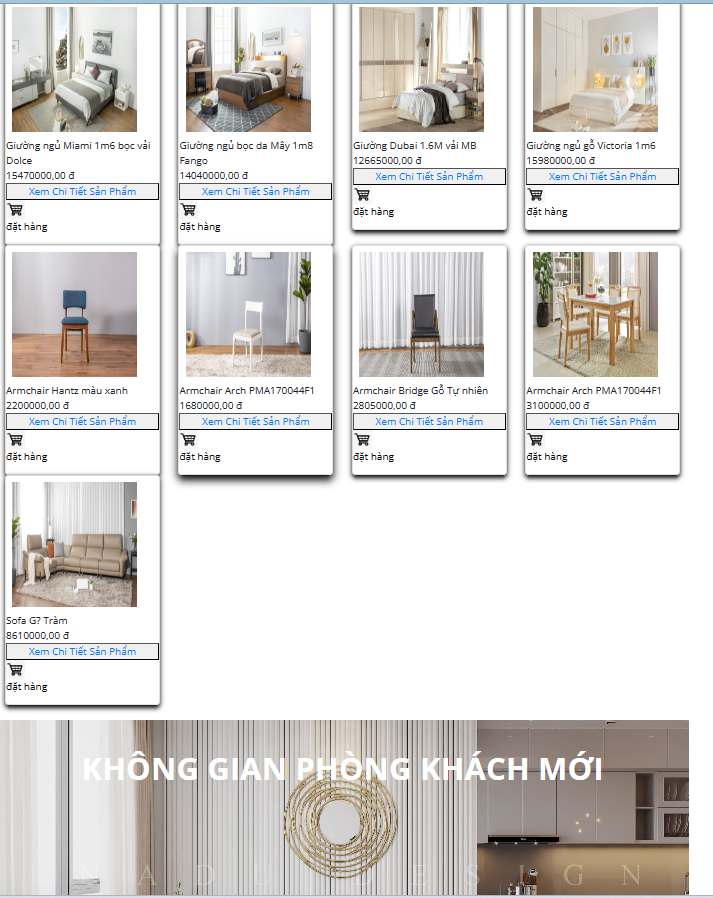 Giường ngủ Miami 1m6 bọc vải
Dolce
15470000,00 đ
Xem Chi Tiết Sản Phẩm
đặt hàng
Giường ngủ bọc da Mây 1m8
Fango
14040000,00 đ
Xem Chi Tiết Sản Phẩm
đặt hàng
Giường Dubai 1.6M vải MB
12665000,00 đ
Xem Chi Tiết Sản Phẩm
đặt hàng
Giường ngủ gỗ Victoria 1m6
15980000,00 đ
Xem Chi Tiết Sản Phẩm
đặt hàng
Armchair Hantz màu xanh
2200000,00 đ
Xem Chi Tiết Sản Phẩm
đặt hàng
Armchair Arch PMA170044F1
1680000,00 đ
Xem Chi Tiết Sản Phẩm
đặt hàng
Armchair Bridge Gỗ Tự nhiên
2805000,00 đ
Xem Chi Tiết Sản Phẩm
đặt hàng
Armchair Arch PMA170044F1
3100000,00 đ
Xem Chi Tiết Sản Phẩm
đặt hàng
Sofa G? Tràm
8610000,00 đ
Xem Chi Tiết Sản Phẩm
đặt hàng
KHÔNG GIAN PHÒNG KHÁCH MỚI
NADU DESIGN